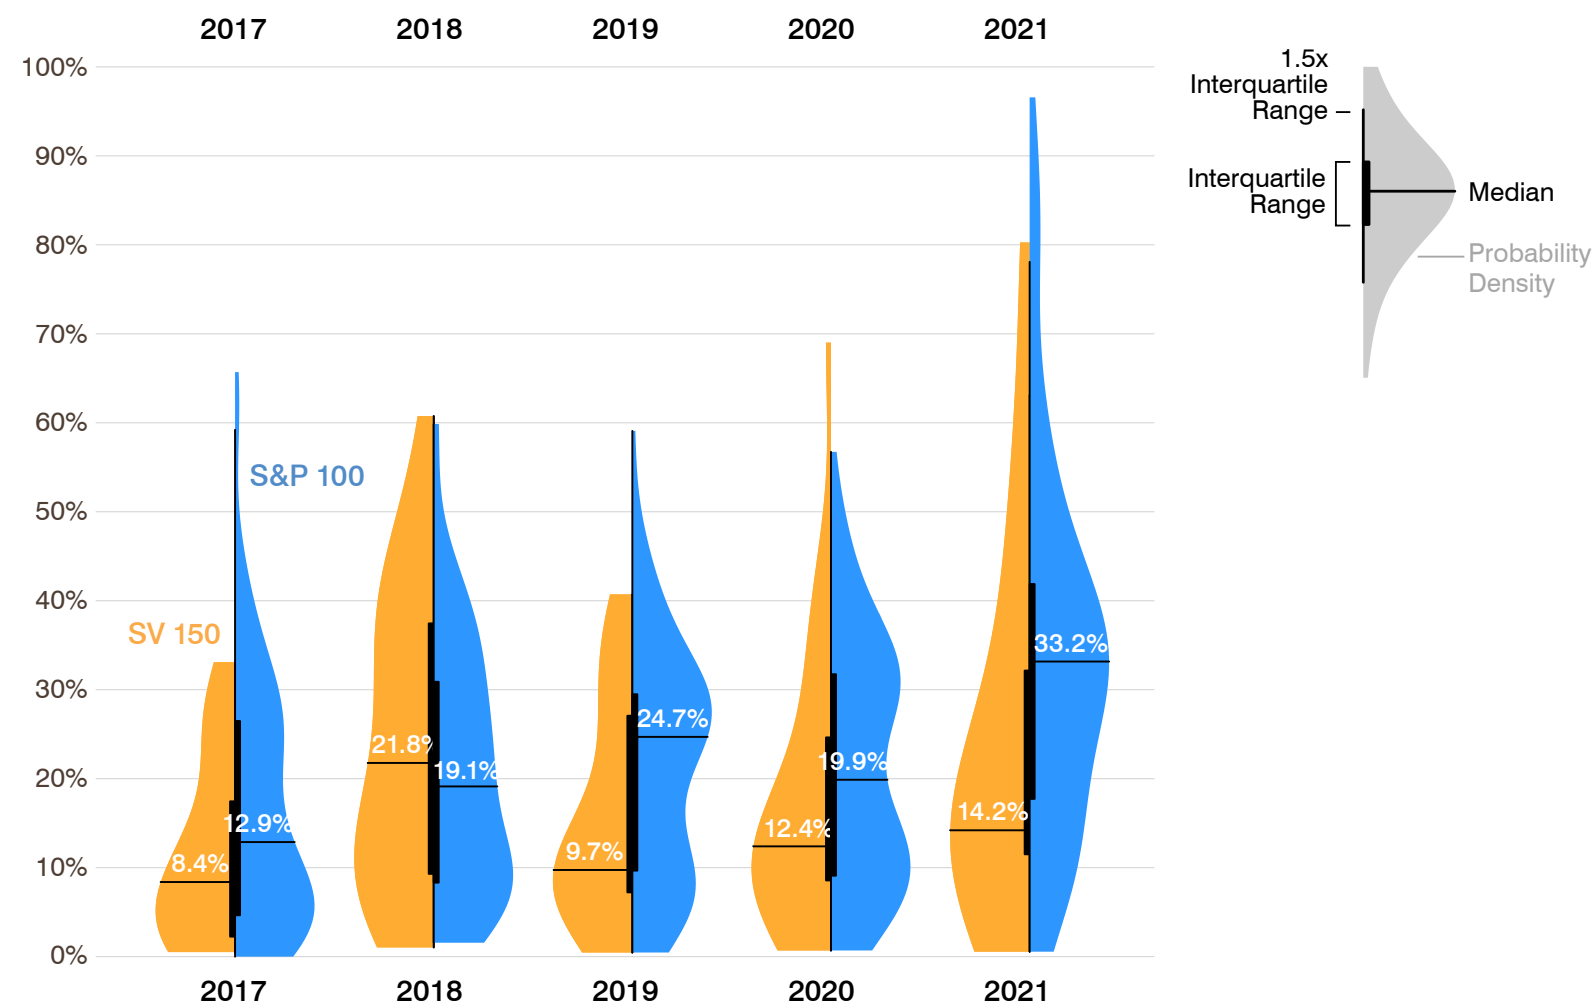 2017 2018 2019 2020 2021
100%
90%
80%
70%
60%
50%
40%
30%
20%
10%
0%
S&P 100
SV 150
8.4%
12.9%
21.8%
19.1%
9.7%
24.7%
12.4%
19.9%
14.2%
33.2%
2017 2018 2019 2020 2021
1.5x
Interquartile
Range
Interquartile
Range
Median
Probability
Density